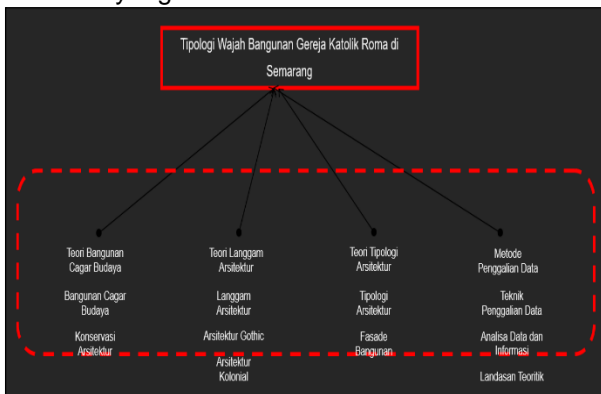 Tipologi Wajah Bangunan Gereja Katolik Roma di
Semarang
Teori Bangunan
Cagar Budaya
Bangunan Cagar
Budaya
Konservasi
Arsitektur
Teori Langgam
Arsitektur
Langgam
Arsitektur
Arsitektur Gothic
Arsitektur
Kolonial
Teori Tipologi
Arsitektur
Tipologi
Arsitektur
Fasade
Bangunan
Metode
Penggalian Data
Teknik
Penggalian Data
Analisa Data dan
Informasi
Landasan Teoritik